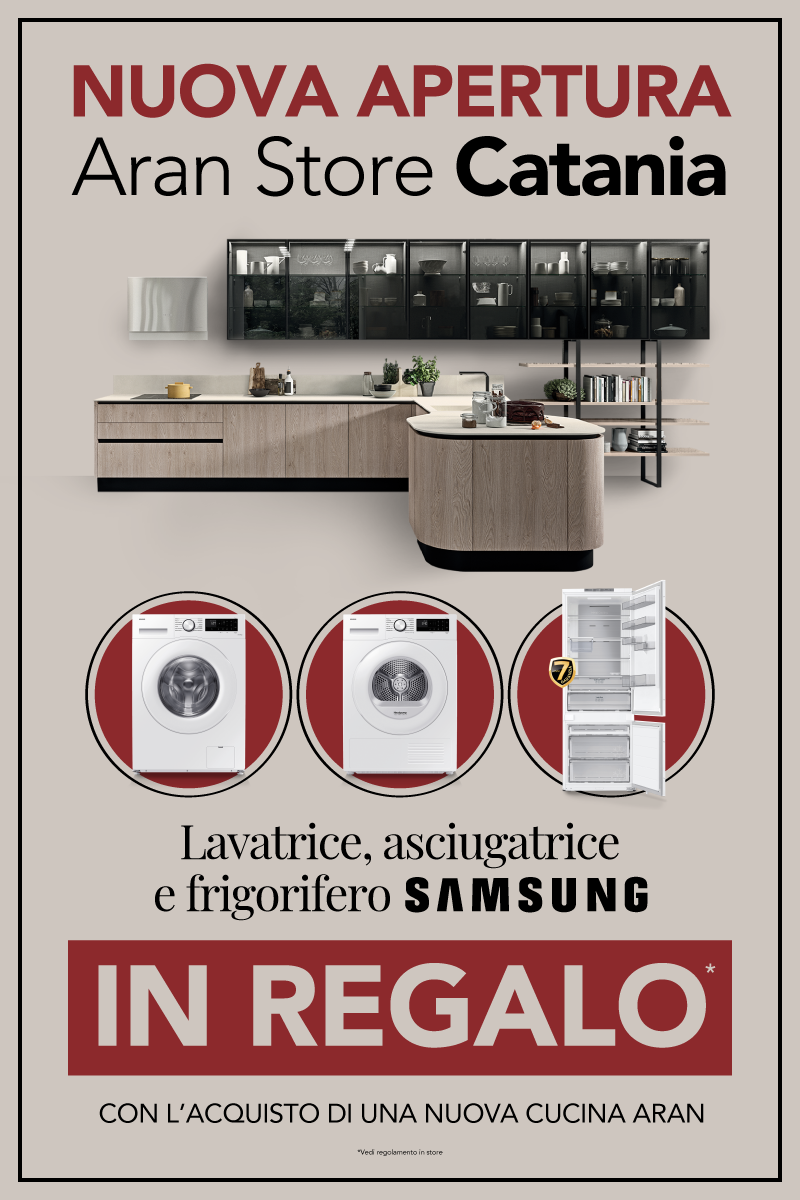 NUOVA APERTURA
Aran Store Catania
7
Lavatrice, asciugatrice
e frigorifero SAMSUNG
IN REGALO*
CON L'ACQUISTO DI UNA NUOVA CUCINA ARAN
*Vedi regolamento in store